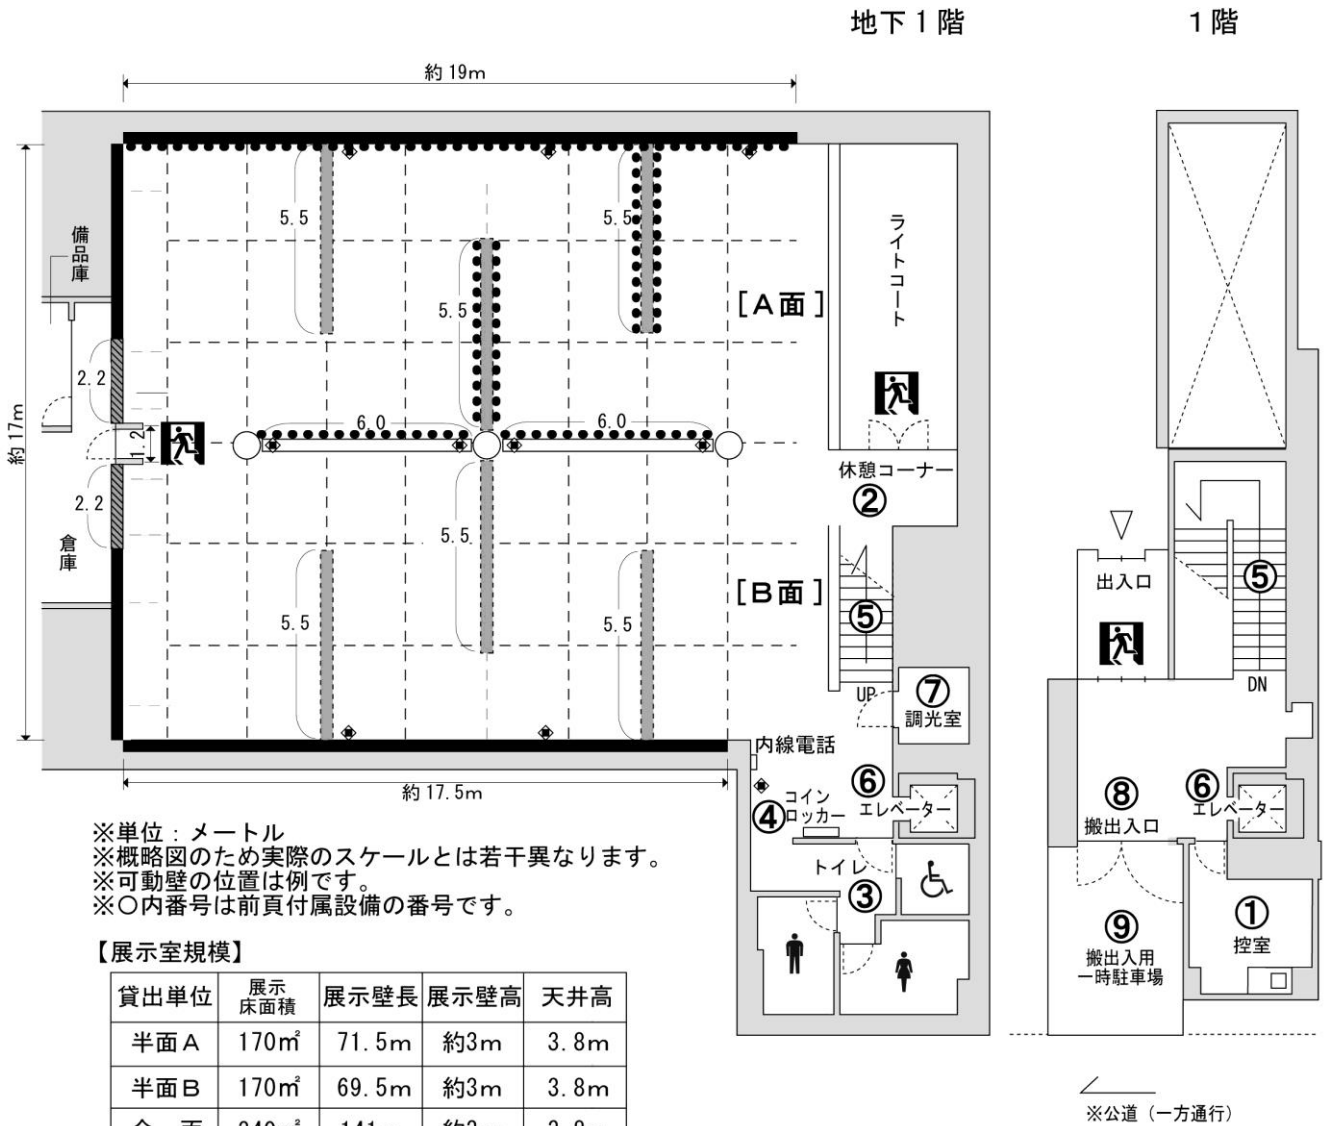 地下1階
1階
約19m
約17m
備品庫
5.5
5.5
5.5
[A面]
ライトコート
2.2
1.2
6.0
6.0
休憩コーナー
②
2.2
倉庫
5.5
5.5
5.5
[B面]
⑤
UP
⑦
調光室
内線電話
約17.5m
④
コイン
ロッカー
⑥
エレベーター
トイレ
③
出入口
⑤
DN
⑧
搬出入口
⑥
エレベーター
⑨
搬出入用
一時駐車場
①
控室
※公道(一方通行)
※単位:メートル
※概略図のため実際のスケールとは若干異なります。
※可動壁の位置は例です。
※○内番号は前頁付属設備の番号です。
【展示室規模】
貸出単位 展示床面積 展示壁長 展示壁高 天井高
半面A 170㎡ 71.5m 約3m 3.8m
半面B 170㎡ 69.5m 約3m 3.8m